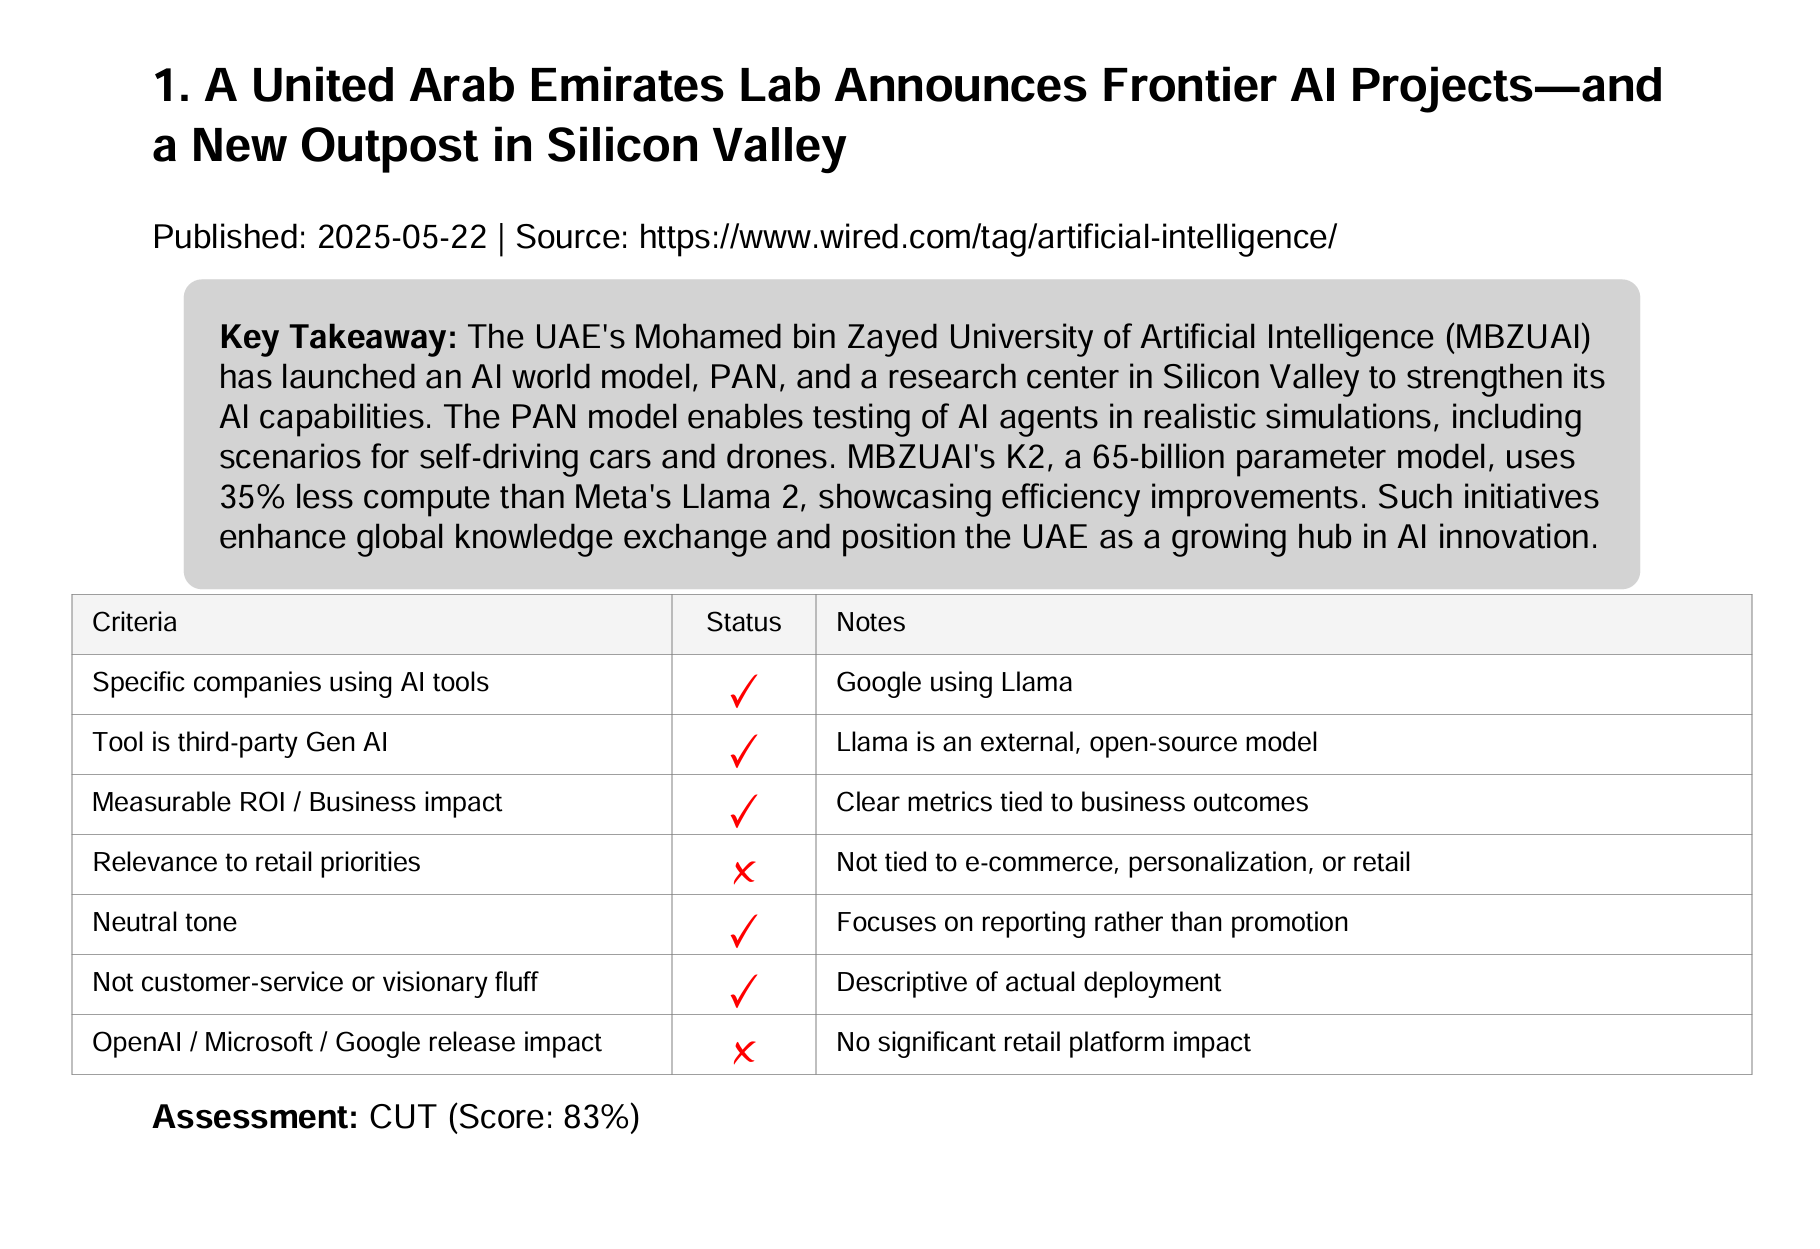 1. A United Arab Emirates Lab Announces Frontier AI Projects—and
a New Outpost in Silicon Valley
Published: 2025-05-22 | Source: https://www.wired.com/tag/artificial-intelligence/
Key Takeaway: The UAE's Mohamed bin Zayed University of Artificial Intelligence (MBZUAI)
has launched an AI world model, PAN, and a research center in Silicon Valley to strengthen its
AI capabilities. The PAN model enables testing of AI agents in realistic simulations, including
scenarios for self-driving cars and drones. MBZUAI's K2, a 65-billion parameter model, uses
35% less compute than Meta's Llama 2, showcasing efficiency improvements. Such initiatives
enhance global knowledge exchange and position the UAE as a growing hub in AI innovation.
Criteria Status Notes
Specific companies using AI tools ✓ Google using Llama
Tool is third-party Gen AI ✓ Llama is an external, open-source model
Measurable ROI / Business impact ✓ Clear metrics tied to business outcomes
Relevance to retail priorities ✗ Not tied to e-commerce, personalization, or retail
Neutral tone ✓ Focuses on reporting rather than promotion
Not customer-service or visionary fluff ✓ Descriptive of actual deployment
OpenAI / Microsoft / Google release impact ✗ No significant retail platform impact
Assessment: CUT (Score: 83%)